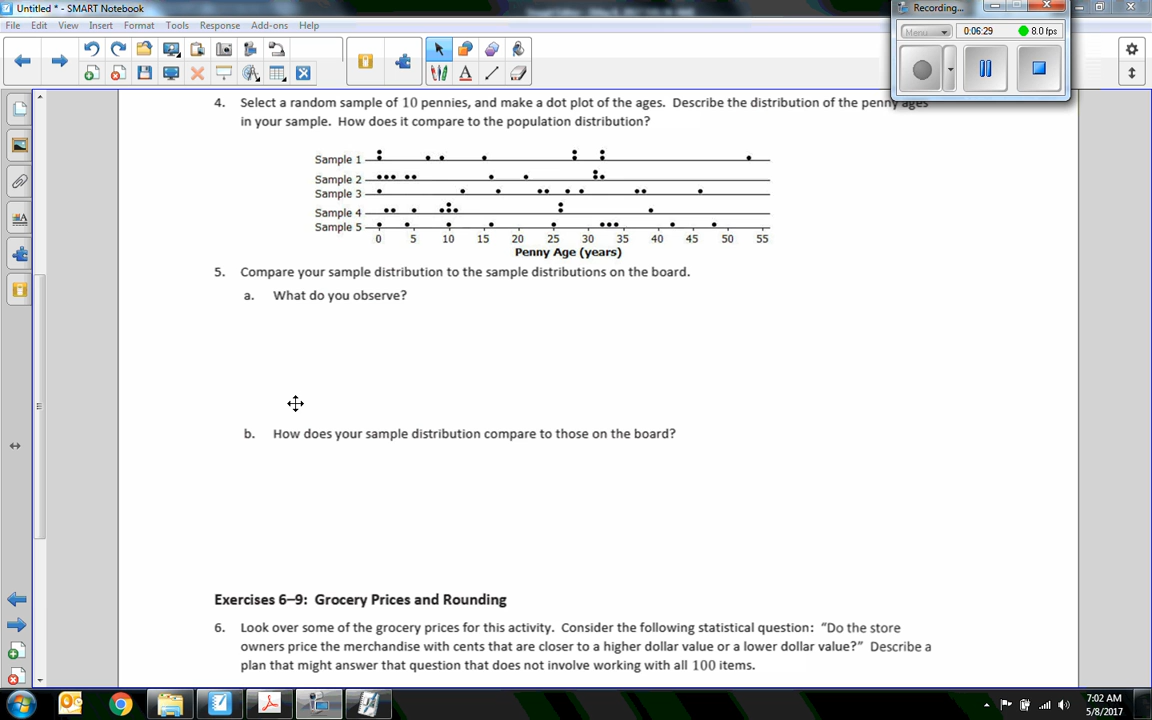 Untitled * - SMART Notebook
Recording...
File Edit View Insert Format Tools Response Add-ons Help
Menu 0:06:29 8.0 fps
4. Select a random sample of 10 pennies, and make a dot plot of the ages. Describe the distribution of the penny ages
in your sample. How does it compare to the population distribution?
Sample 1
Sample 2
Sample 3
Sample 4
Sample 5
0 5 10 15 20 25 30 35 40 45 50 55
Penny Age (years)
5. Compare your sample distribution to the sample distributions on the board.
a. What do you observe?
b. How does your sample distribution compare to those on the board?
Exercises 6–9: Grocery Prices and Rounding
6. Look over some of the grocery prices for this activity. Consider the following statistical question: “Do the store
owners price the merchandise with cents that are closer to a higher dollar value or a lower dollar value?” Describe a
plan that might answer that question that does not involve working with all 100 items.
7:02 AM
5/8/2017